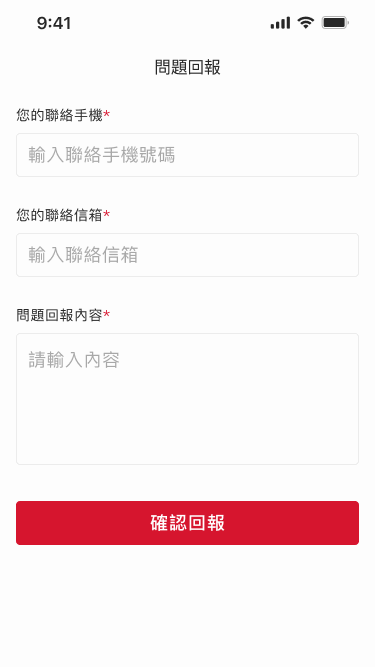 9:41
問題回報
您的聯絡手機*
輸入聯絡手機號碼
您的聯絡信箱*
輸入聯絡信箱
問題回報內容*
請輸入內容
確認回報